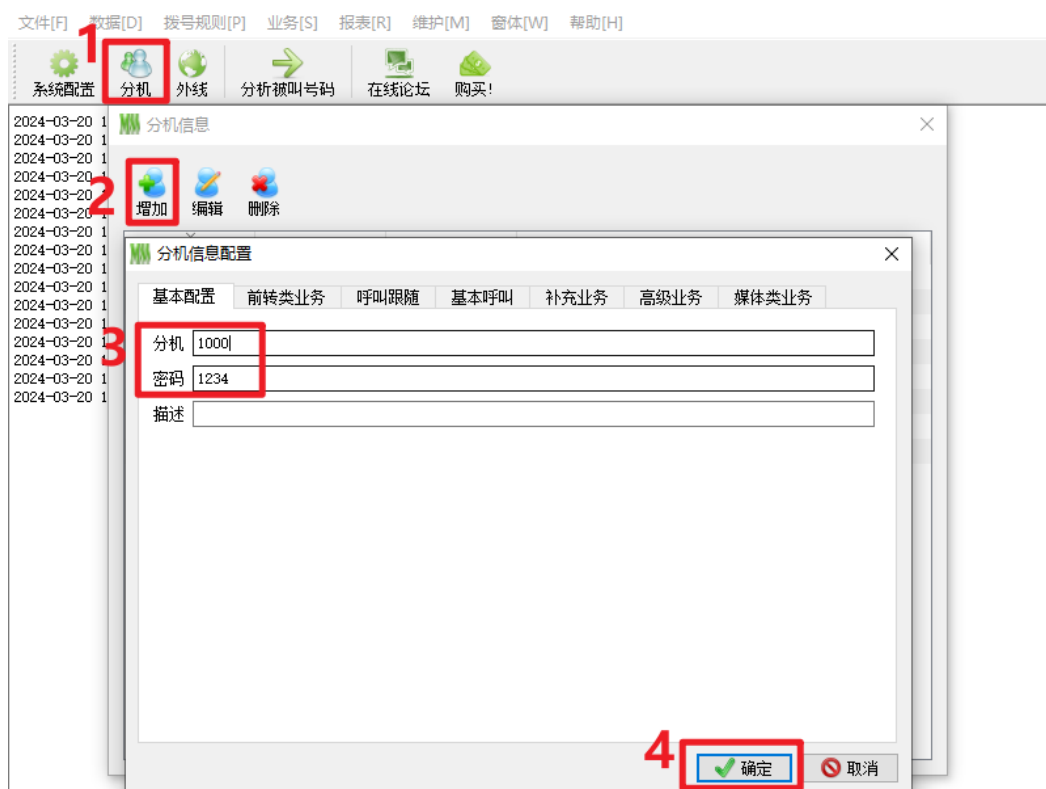 文件[F] 数据[D] 拨号规则[P] 业务[S] 报表[R] 维护[M] 窗体[W] 帮助[H]
1
系统配置 分机 外线 分析被叫号码 在线论坛 购买!
2024-03-20 1 分机信息
2024-03-20 1
2024-03-20 1
2024-03-20 1
2
2024-03-20 1 增加 编辑 删除
2024-03-20 1
2024-03-20 1
2024-03-20 1 分机信息配置
2024-03-20 1
2024-03-20 1 基本配置 前转类业务 呼叫跟随 基本呼叫 补充业务 高级业务 媒体类业务
2024-03-20 1
2024-03-20 1
3
2024-03-20 1 分机 1000
2024-03-20 1
2024-03-20 1 密码 1234
2024-03-20 1
描述
4
确定 取消